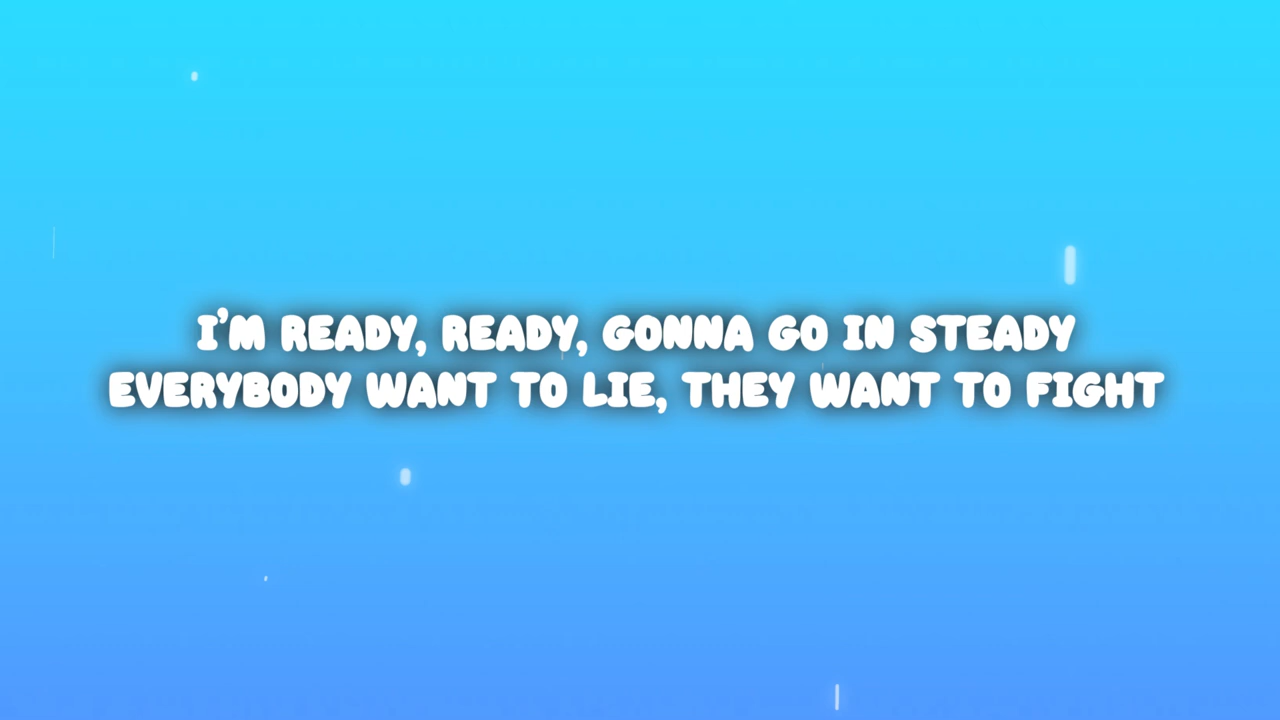 I'M READY, READY, GONNA GO IN STEADY
EVERYBODY WANT TO LIE, THEY WANT TO FIGHT